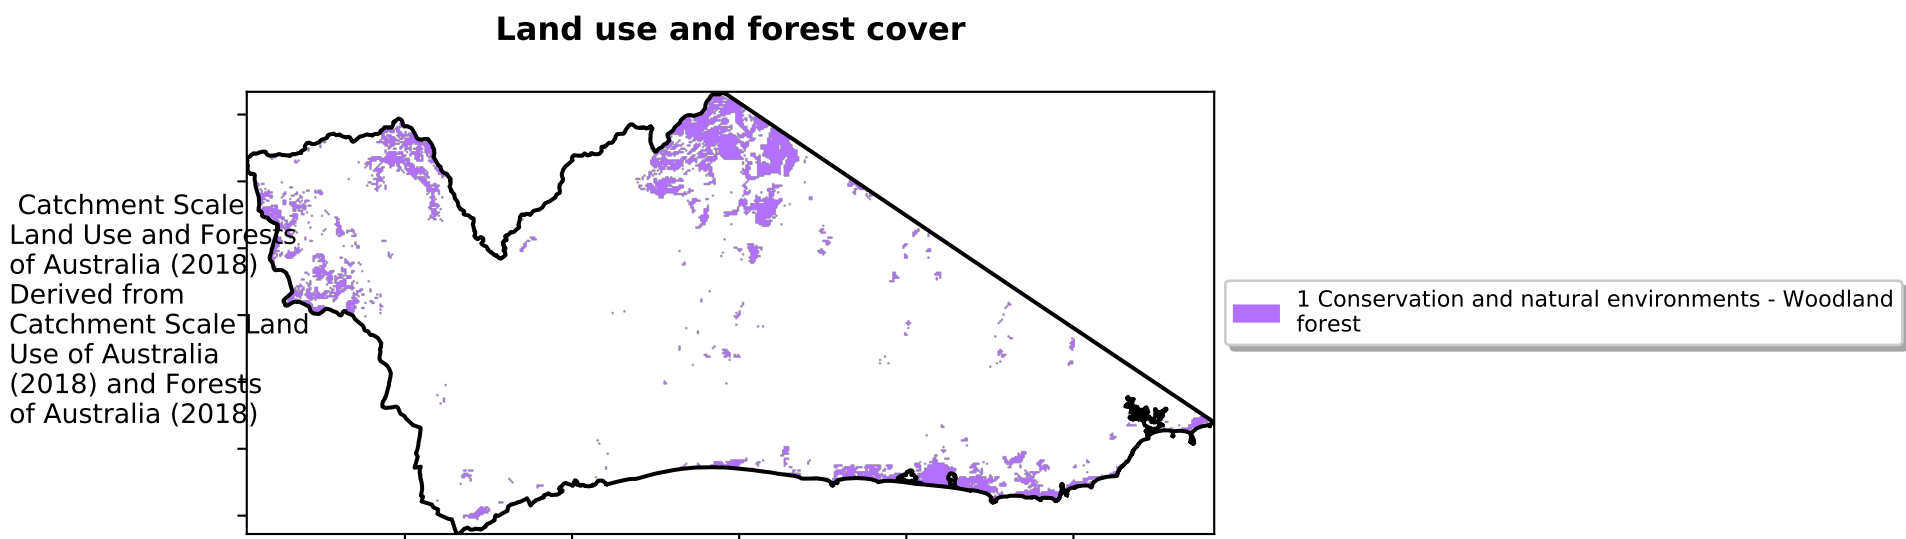 Land use and forest cover
Catchment Scale
Land Use and Forests
of Australia (2018)
Derived from
Catchment Scale Land
Use of Australia
(2018) and Forests
of Australia (2018)
1 Conservation and natural environments - Woodland
forest